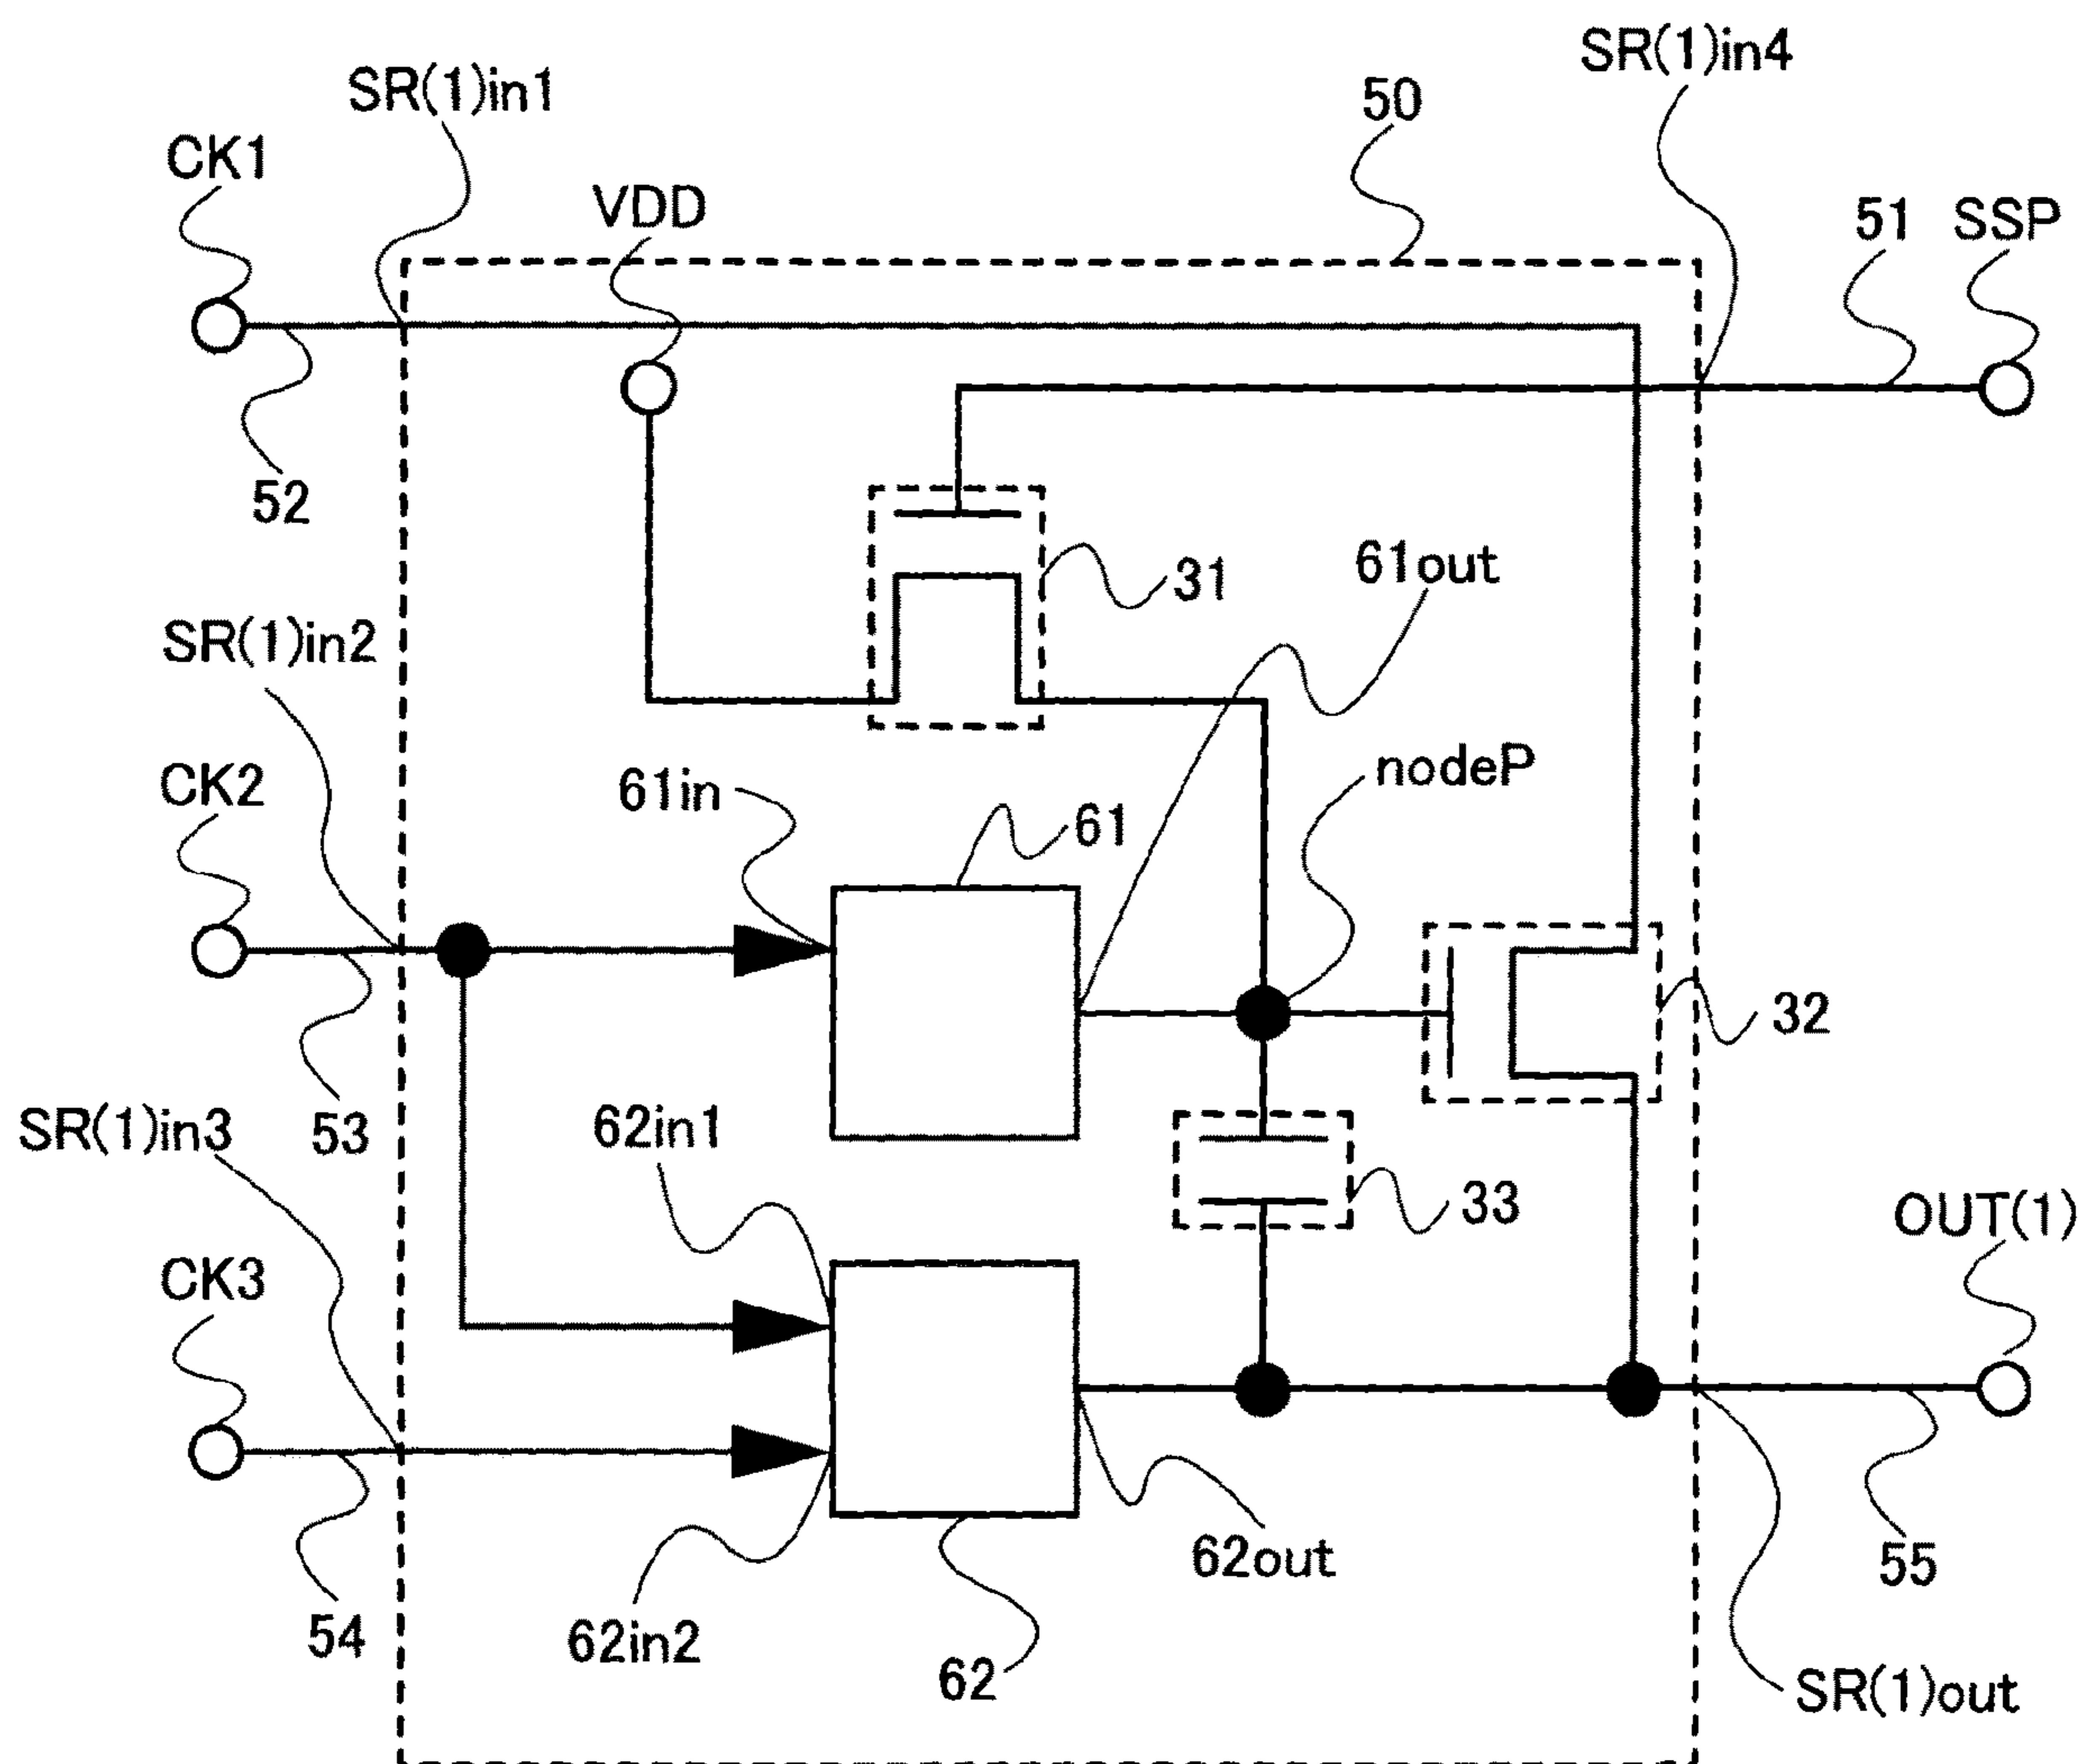 SR(1)in4
SR(1)in1
50
CK1
VDD
51
SSP
52
61out
31
SR(1)in2
nodeP
CK2
61in
61
32
53
SR(1)in3
62in1
33
OUT(1)
CK3
62out
55
54
62in2
62
SR(1)out